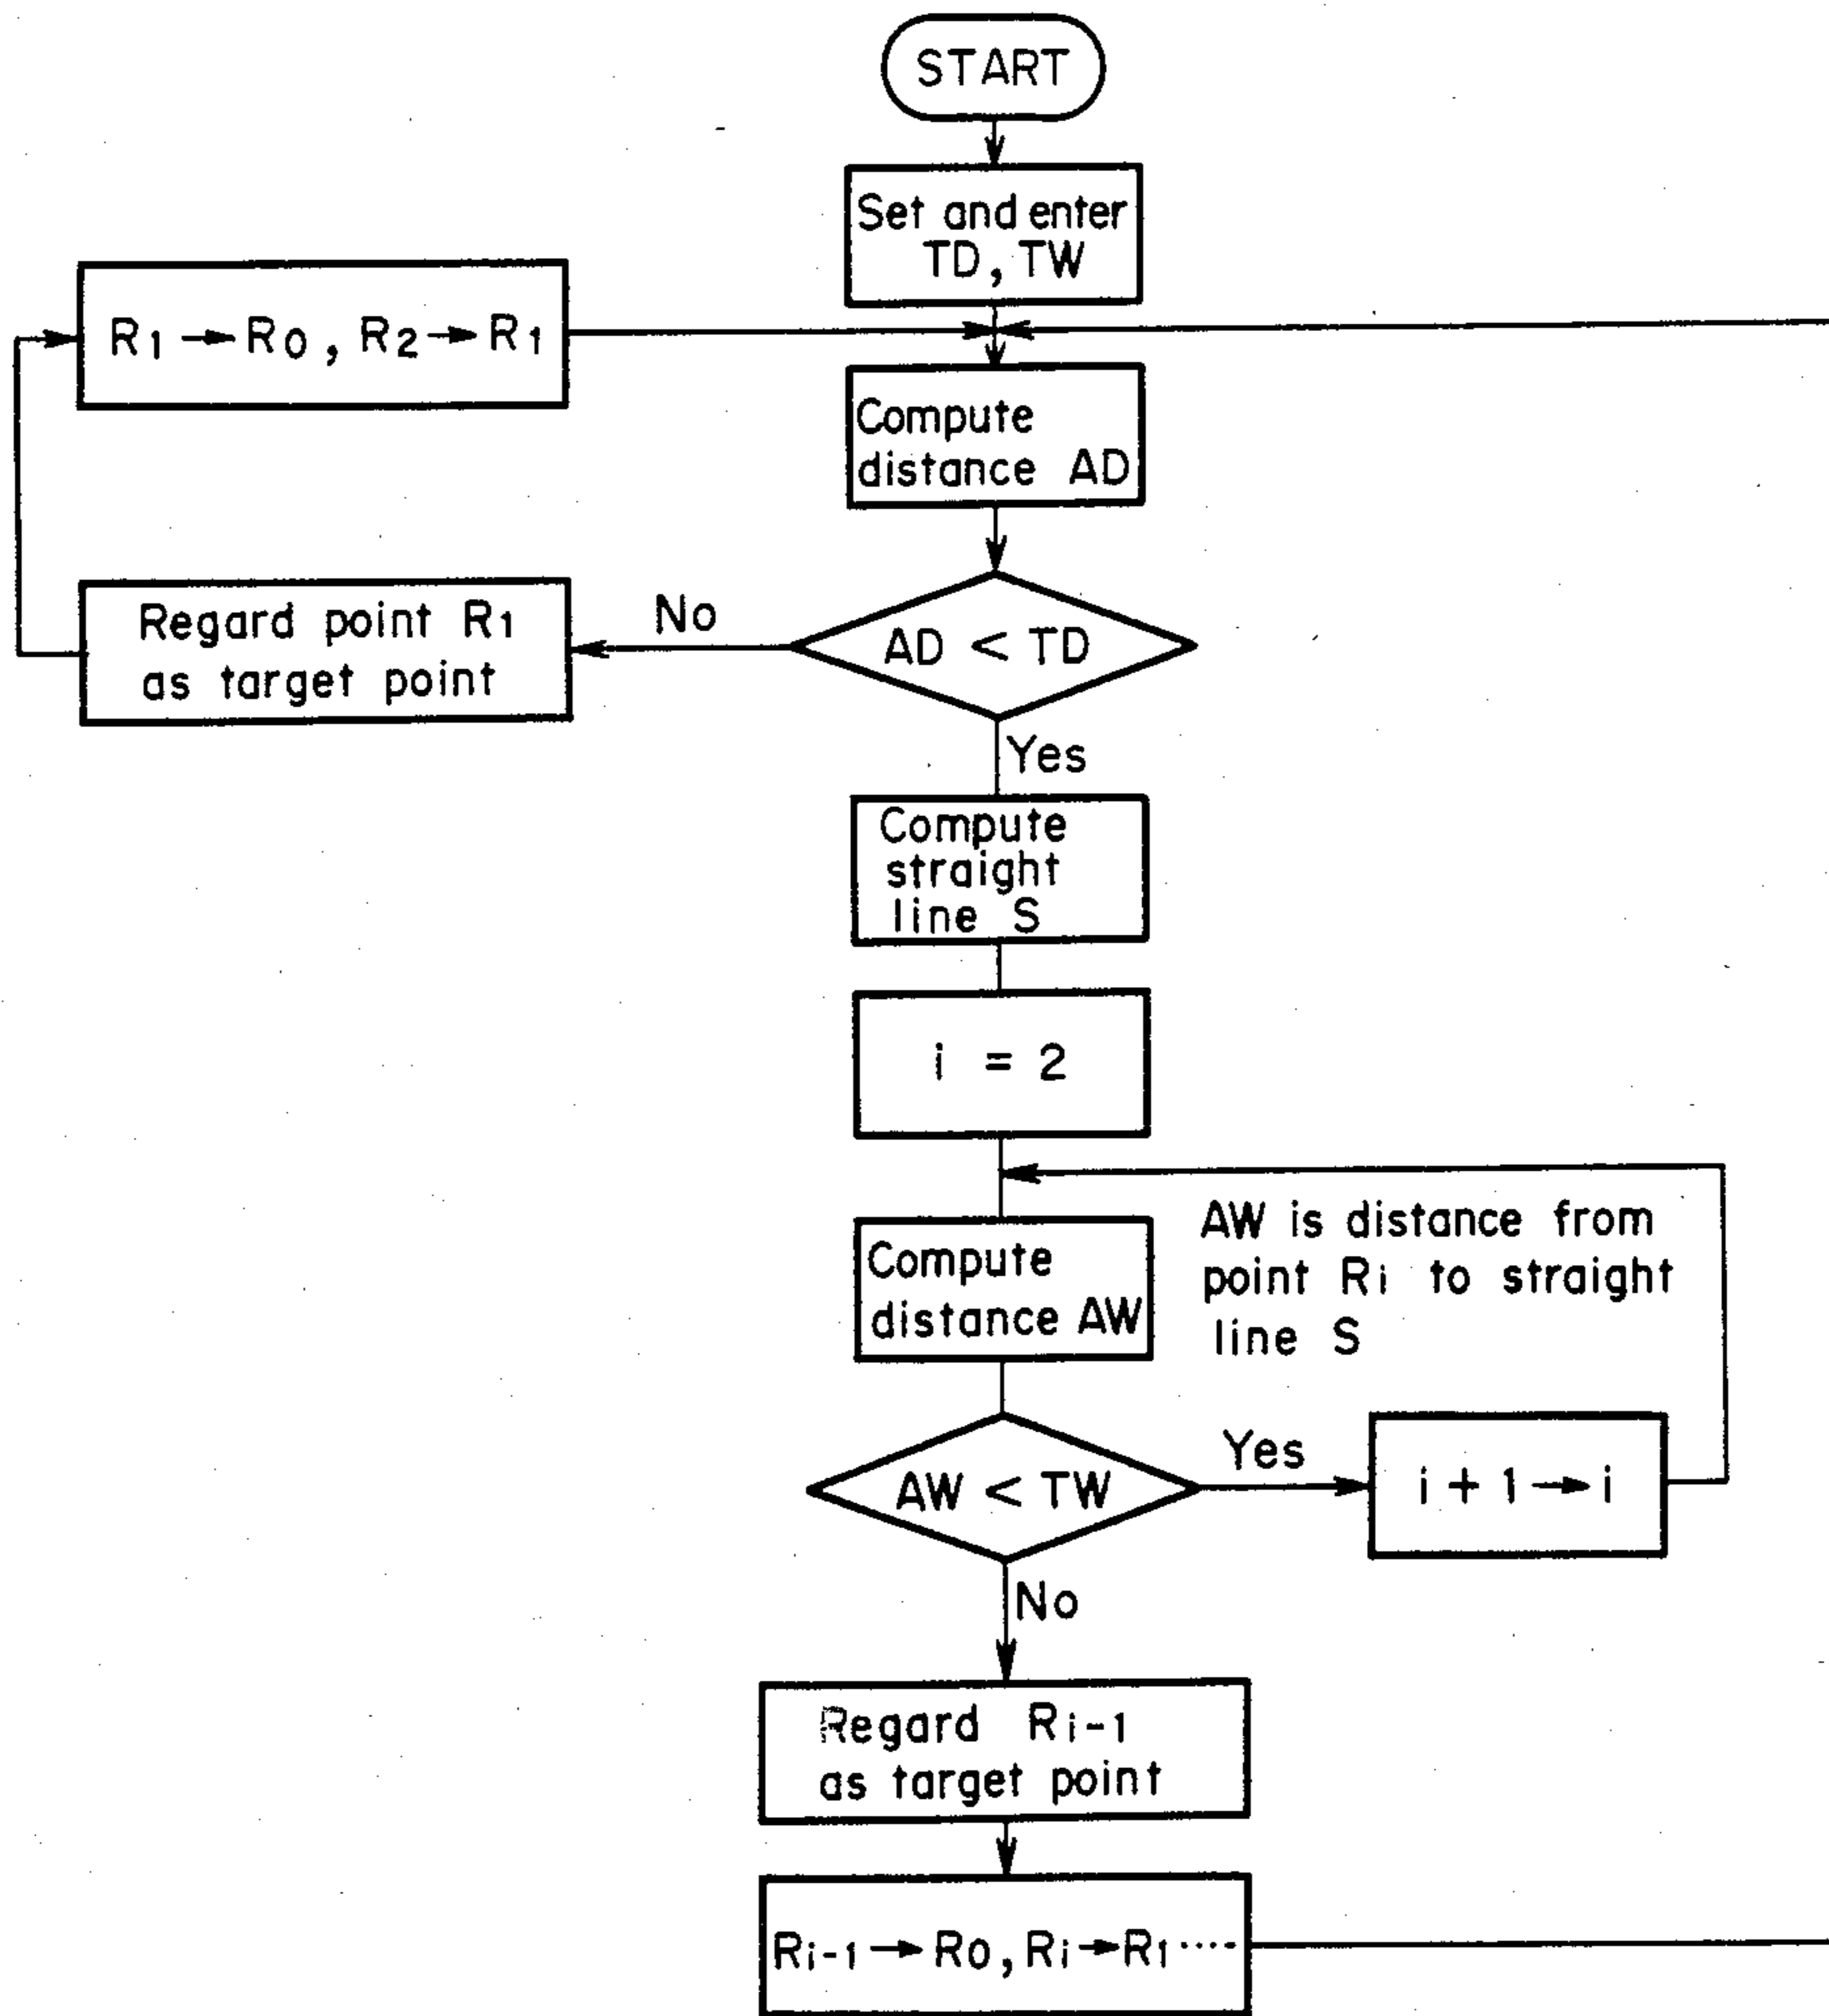 START
Set and enter
TD, TW
R1 → R0, R2 → R1
Compute
distance AD
AD < TD
No
Regard point R1
as target point
Yes
Compute
straight
line S
i = 2
AW is distance from
point Ri to straight
line S
Compute
distance AW
AW < TW
Yes
i + 1 → i
No
Regard Ri-1
as target point
Ri-1 → R0, Ri → R1 ····